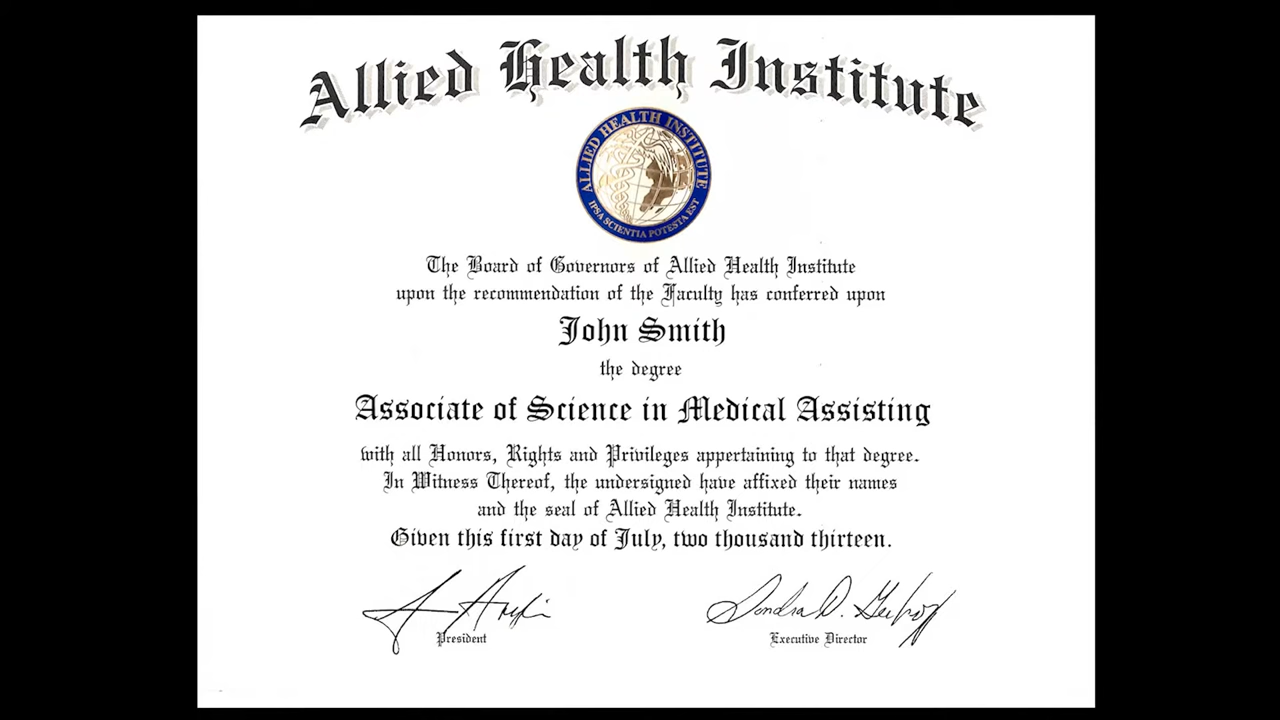 Allied Health Institute
ALLIED HEALTH INSTITUTE
IPSA SCIENTIA POTESTA EST
The Board of Governors of Allied Health Institute
upon the recommendation of the Faculty has conferred upon
John Smith
the degree
Associate of Science in Medical Assisting
with all Honors, Rights and Privileges appertaining to that degree.
In Witness Thereof, the undersigned have affixed their names
and the seal of Allied Health Institute.
Given this first day of July, two thousand thirteen.
Sondra D.
President
Executive Director